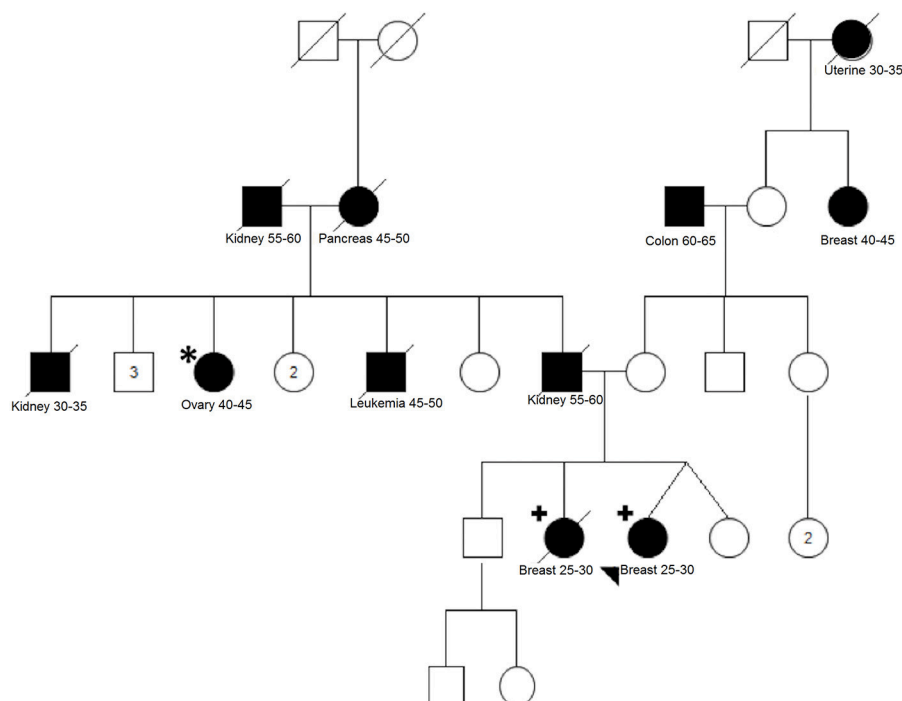 Uterine 30-35
Kidney 55-60
Pancreas 45-50
Colon 60-65
Breast 40-45
3
*
2
Kidney 30-35
Ovary 40-45
Leukemia 45-50
Kidney 55-60
+
+
2
Breast 25-30
Breast 25-30